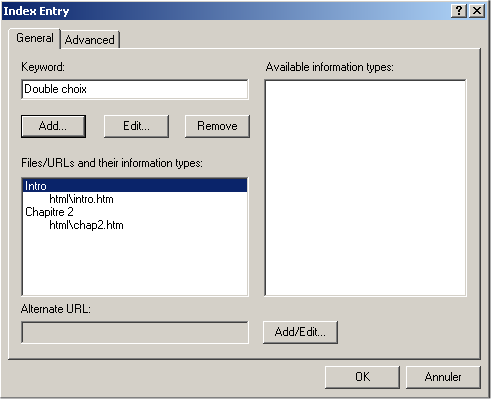 Index Entry
General Advanced
Keyword: Available information types:
Double choix
Add... Edit... Remove
Files/URLs and their information types:
Intro
html\intro.htm
Chapitre 2
html\chap2.htm
Alternate URL:
Add/Edit...
OK Annuler